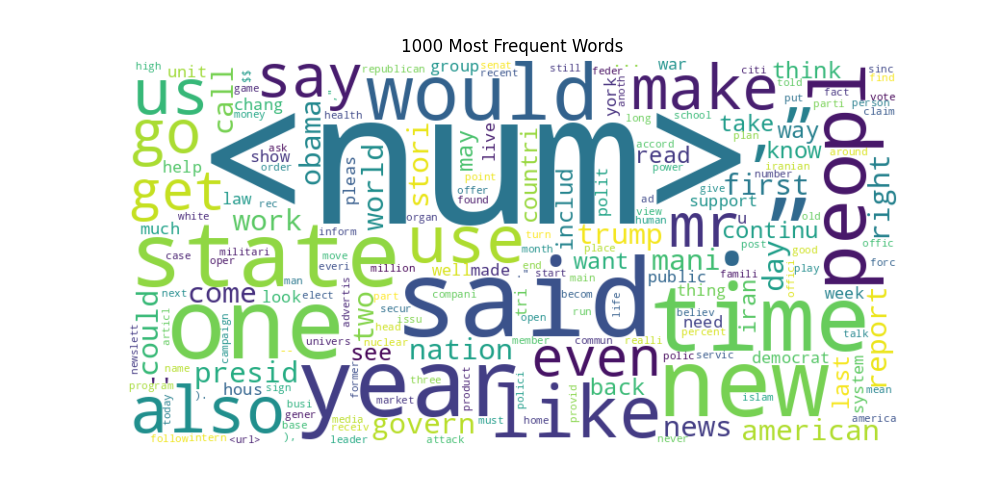 1000 Most Frequent Words
<num>
said
state
one
year
time
new
like
would
people
make
use
also
say
us
go
get
mr.
even
peopl
trump
obama
world
stori
may
live
countri
includ
polit
york
war
group
republican
senat
recent
still
feder
anoth
long
school
citi
told
put
think
take
way
know
first
support
continu
day
right
mani
public
want
thing
irani
need
believ
percent
democrat
polic
servic
week
report
last
system
news
american
america
nation
back
see
two
presid
come
could
work
law
much
help
show
read
call
chang
unit
high
money
game
health
ask
order
pleas
white
rec
inform
organ
offer
found
point
turn
month
end
place
start
main
becom
open
run
life
issu
member
commun
realli
compani
well
made
million
part
secur
head
nuclear
former
univers
advertis
everi
move
man
elect
look
hous
sign
campaign
articl
next
case
oper
militari
name
program
today
newslett
follow
intern
<url>
busi
gener
base
leader
media
receiv
govern
attack
market
three
product
polici
must
home
provid
never
tri
famili
post
old
good
offic
offici
play
forc
talk
mean
vote
claim
person
parti
fact
sinc
find
around
iranian
number
plan
power
accord
give
ad
view
human
islam